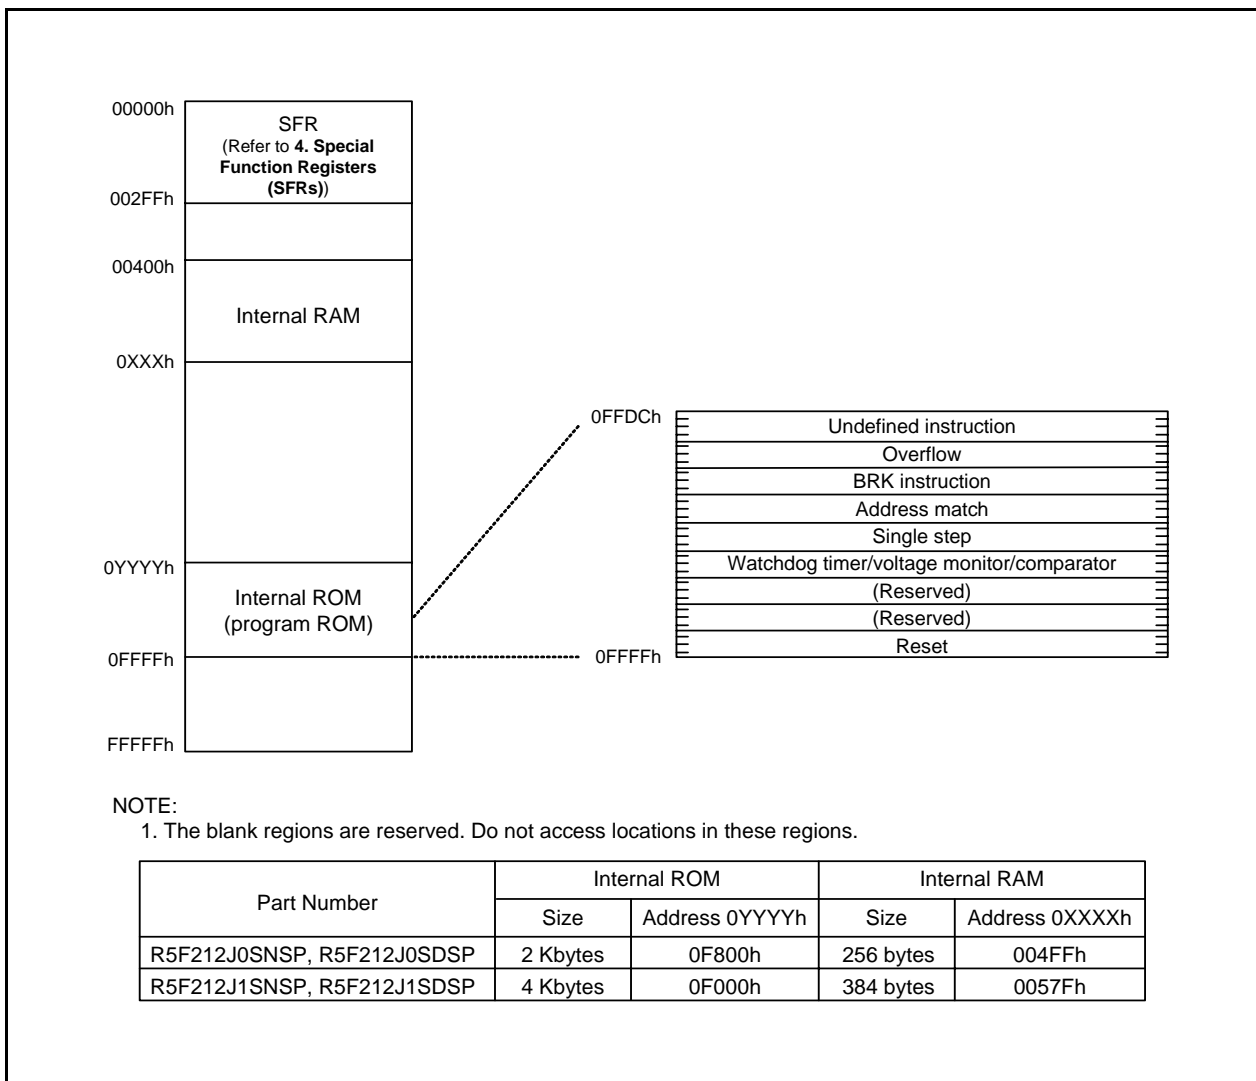 00000h
SFR
(Refer to 4. Special
Function Registers
(SFRs))
002FFh
00400h
Internal RAM
0XXXh
0YYYYh
Internal ROM
(program ROM)
0FFFFh
FFFFFh
0FFDCh
Undefined instruction
Overflow
BRK instruction
Address match
Single step
Watchdog timer/voltage monitor/comparator
(Reserved)
(Reserved)
Reset
0FFFFh
NOTE:
1. The blank regions are reserved. Do not access locations in these regions.
Part Number Internal ROM Internal RAM
Size Address 0YYYYh Size Address 0XXXXh
R5F212J0SNSP, R5F212J0SDSP 2 Kbytes 0F800h 256 bytes 004FFh
R5F212J1SNSP, R5F212J1SDSP 4 Kbytes 0F000h 384 bytes 0057Fh